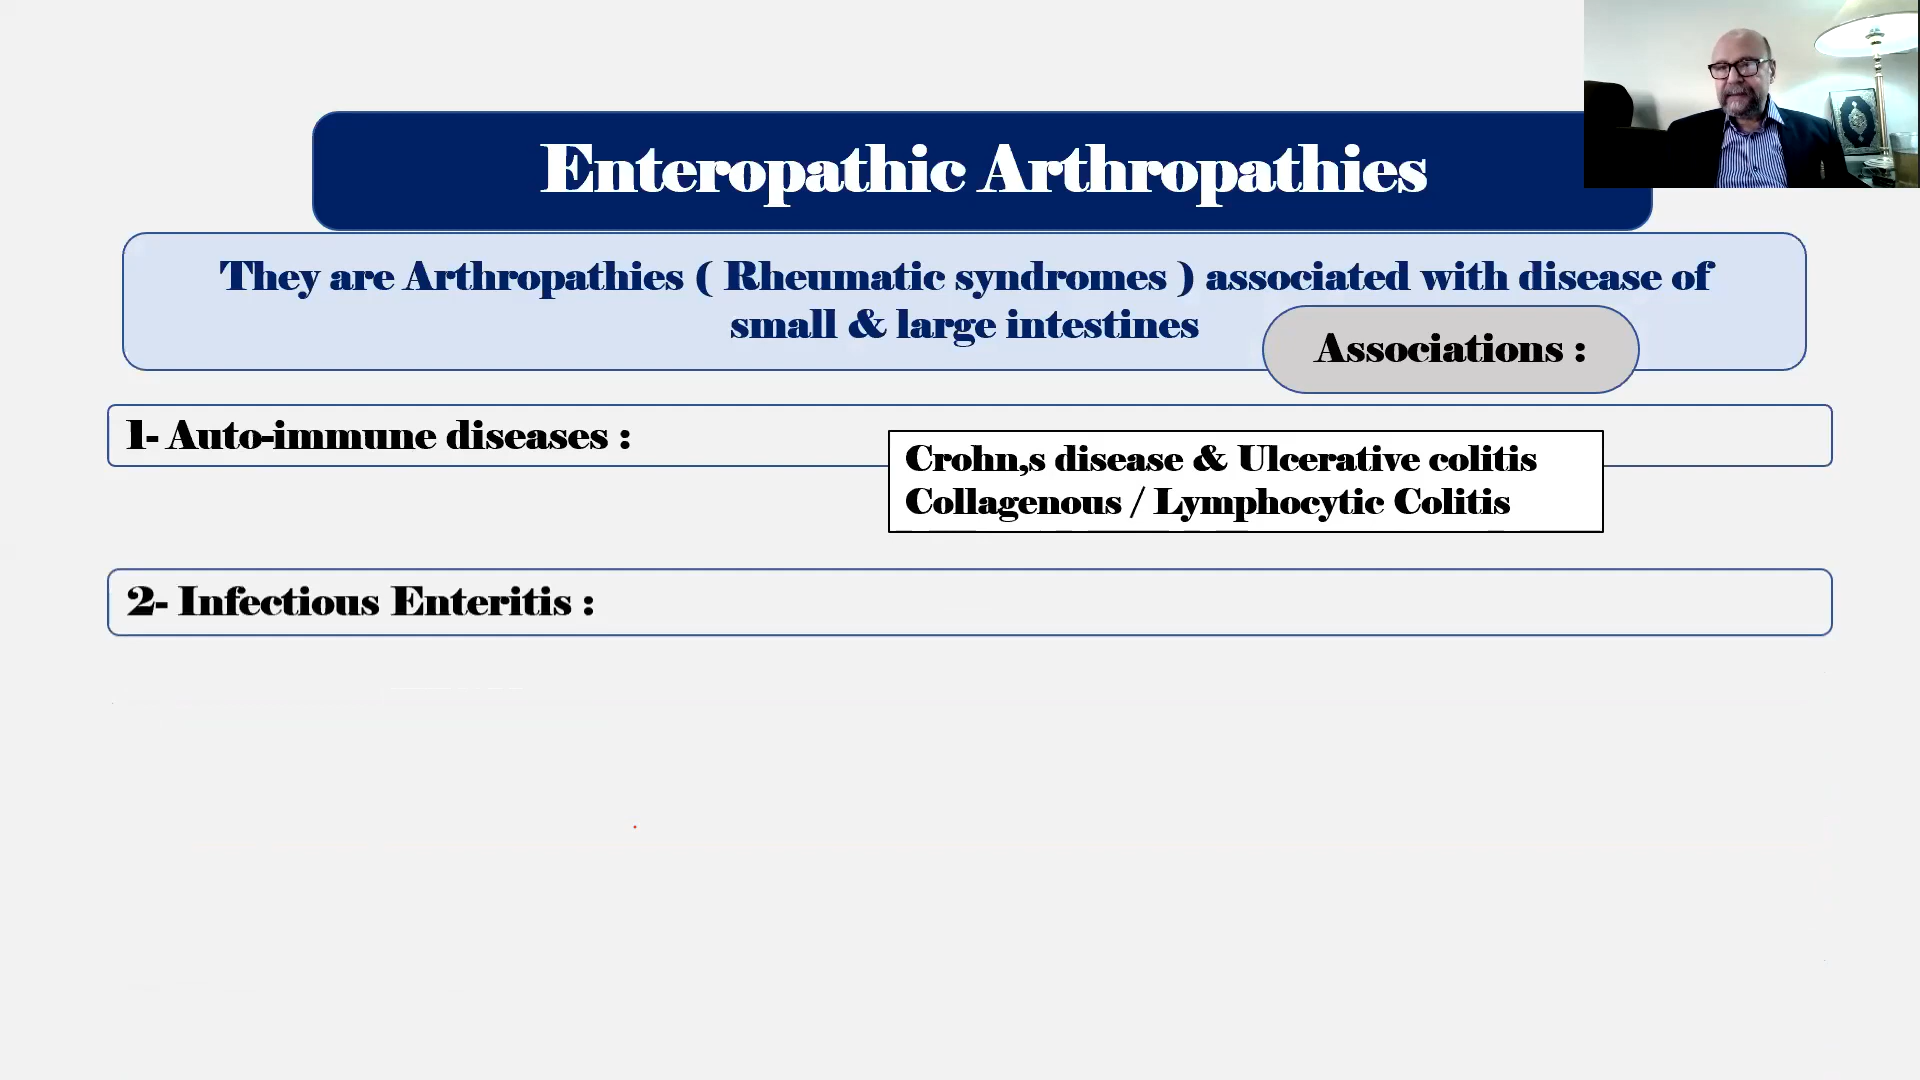 Enteropathic Arthropathies
They are Arthropathies ( Rheumatic syndromes ) associated with disease of
small & large intestines
Associations :
1- Auto-immune diseases :
Crohn,s disease & Ulcerative colitis
Collagenous / Lymphocytic Colitis
2- Infectious Enteritis :